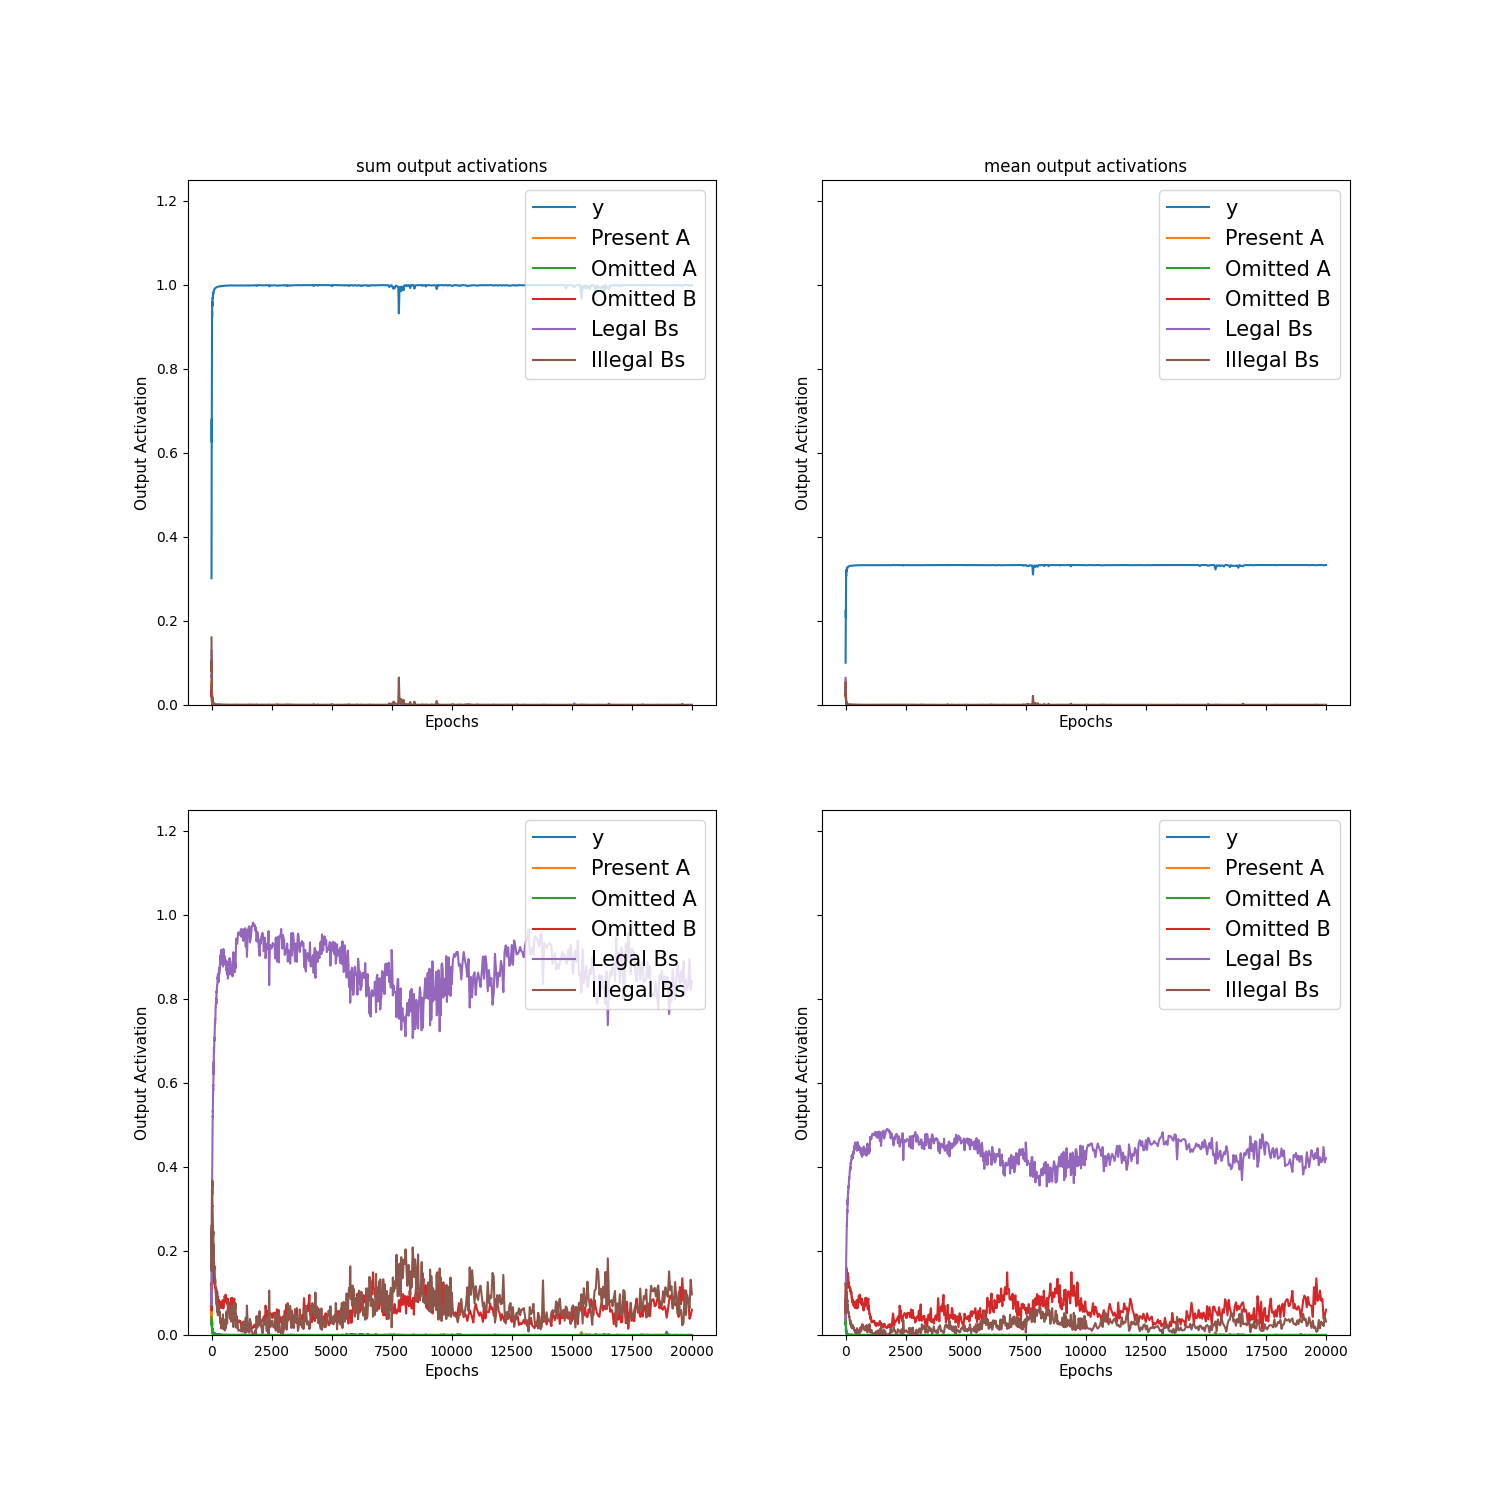 sum output activations
mean output activations
1.2
1.0
0.8
0.6
0.4
0.2
0.0
Output Activation
y
Present A
Omitted A
Omitted B
Legal Bs
Illegal Bs
Epochs
Output Activation
y
Present A
Omitted A
Omitted B
Legal Bs
Illegal Bs
Epochs
1.2
1.0
0.8
0.6
0.4
0.2
0.0
Output Activation
y
Present A
Omitted A
Omitted B
Legal Bs
Illegal Bs
0 2500 5000 7500 10000 12500 15000 17500 20000
Epochs
Output Activation
y
Present A
Omitted A
Omitted B
Legal Bs
Illegal Bs
0 2500 5000 7500 10000 12500 15000 17500 20000
Epochs